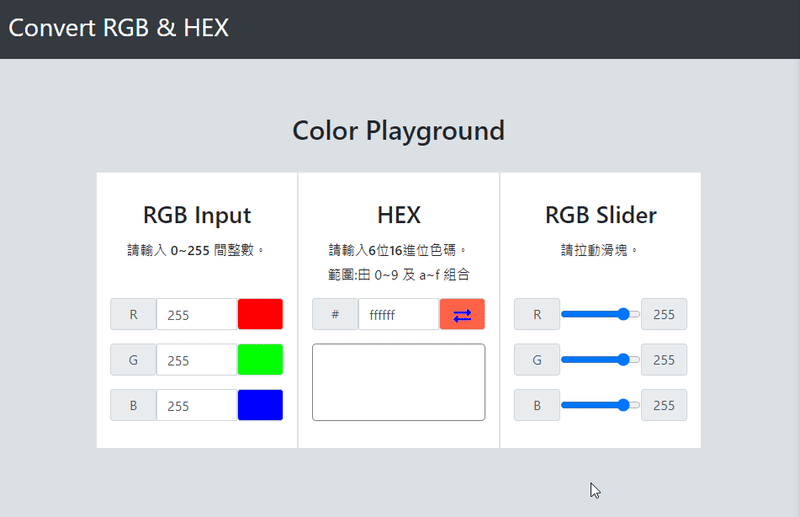 Convert RGB & HEX
Color Playground
RGB Input
請輸入 0~255 間整數。
R 255
G 255
B 255
HEX
請輸入6位16進位色碼。
範圍:由 0~9 及 a~f 組合
# ffffff
RGB Slider
請拉動滑塊。
R 255
G 255
B 255